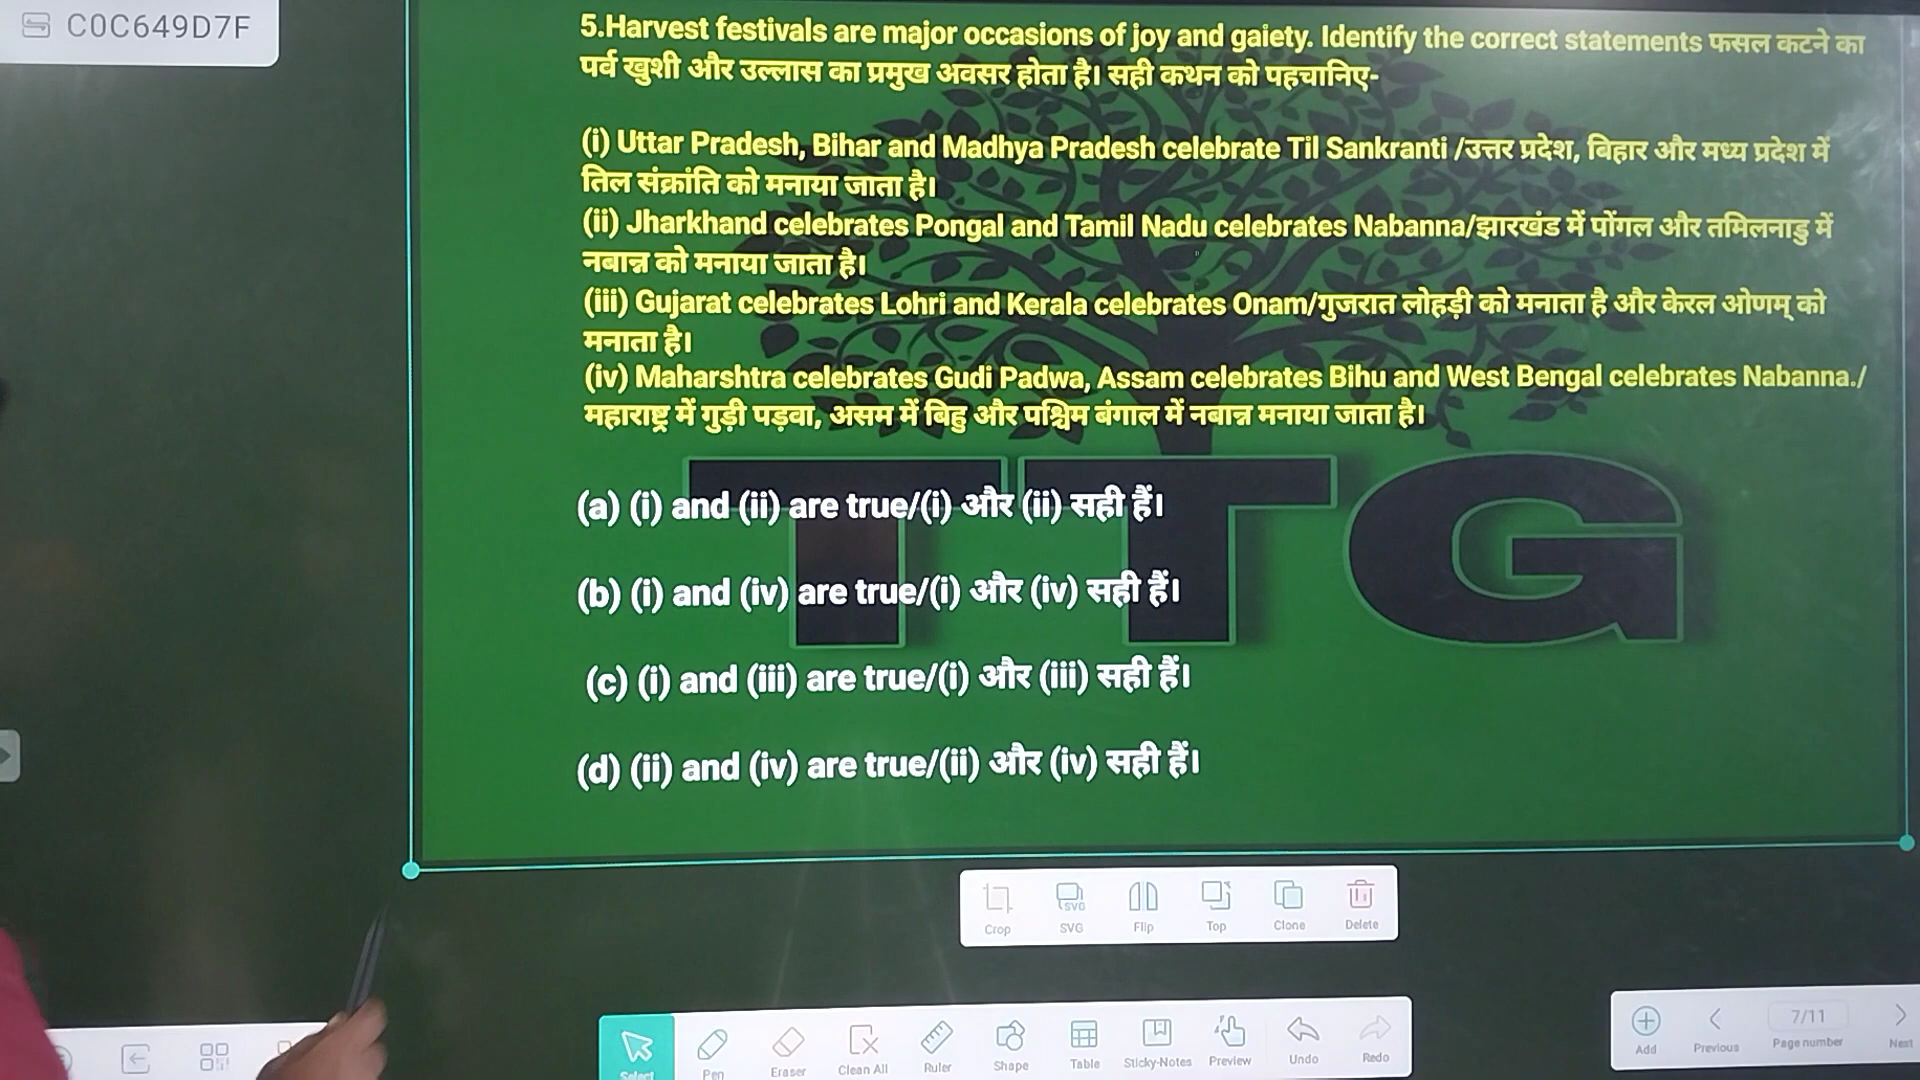 C0C649D7F
5.Harvest festivals are major occasions of joy and gaiety. Identify the correct statements फसल कटने का
पर्व खुशी और उल्लास का प्रमुख अवसर होता है। सही कथन को पहचानिए-
(i) Uttar Pradesh, Bihar and Madhya Pradesh celebrate Til Sankranti /उत्तर प्रदेश, बिहार और मध्य प्रदेश में
तिल संक्रांति को मनाया जाता है।
(ii) Jharkhand celebrates Pongal and Tamil Nadu celebrates Nabanna/झारखंड में पोंगल और तमिलनाडु में
नबान्न को मनाया जाता है।
(iii) Gujarat celebrates Lohri and Kerala celebrates Onam/गुजरात लोहड़ी को मनाता है और केरल ओणम् को
मनाता है।
(iv) Maharshtra celebrates Gudi Padwa, Assam celebrates Bihu and West Bengal celebrates Nabanna./
महाराष्ट्र में गुड़ी पड़वा, असम में बिहु और पश्चिम बंगाल में नबान्न मनाया जाता है।
TTG
(a) (i) and (ii) are true/(i) और (ii) सही हैं।
(b) (i) and (iv) are true/(i) और (iv) सही हैं।
(c) (i) and (iii) are true/(i) और (iii) सही हैं।
(d) (ii) and (iv) are true/(ii) और (iv) सही हैं।
SVG
Crop SVG Flip Top Clone Delete
7/11
Select Pen Eraser Clean All Ruler Shape Table Sticky-Notes Preview Undo Redo
Add Previous Page number Next